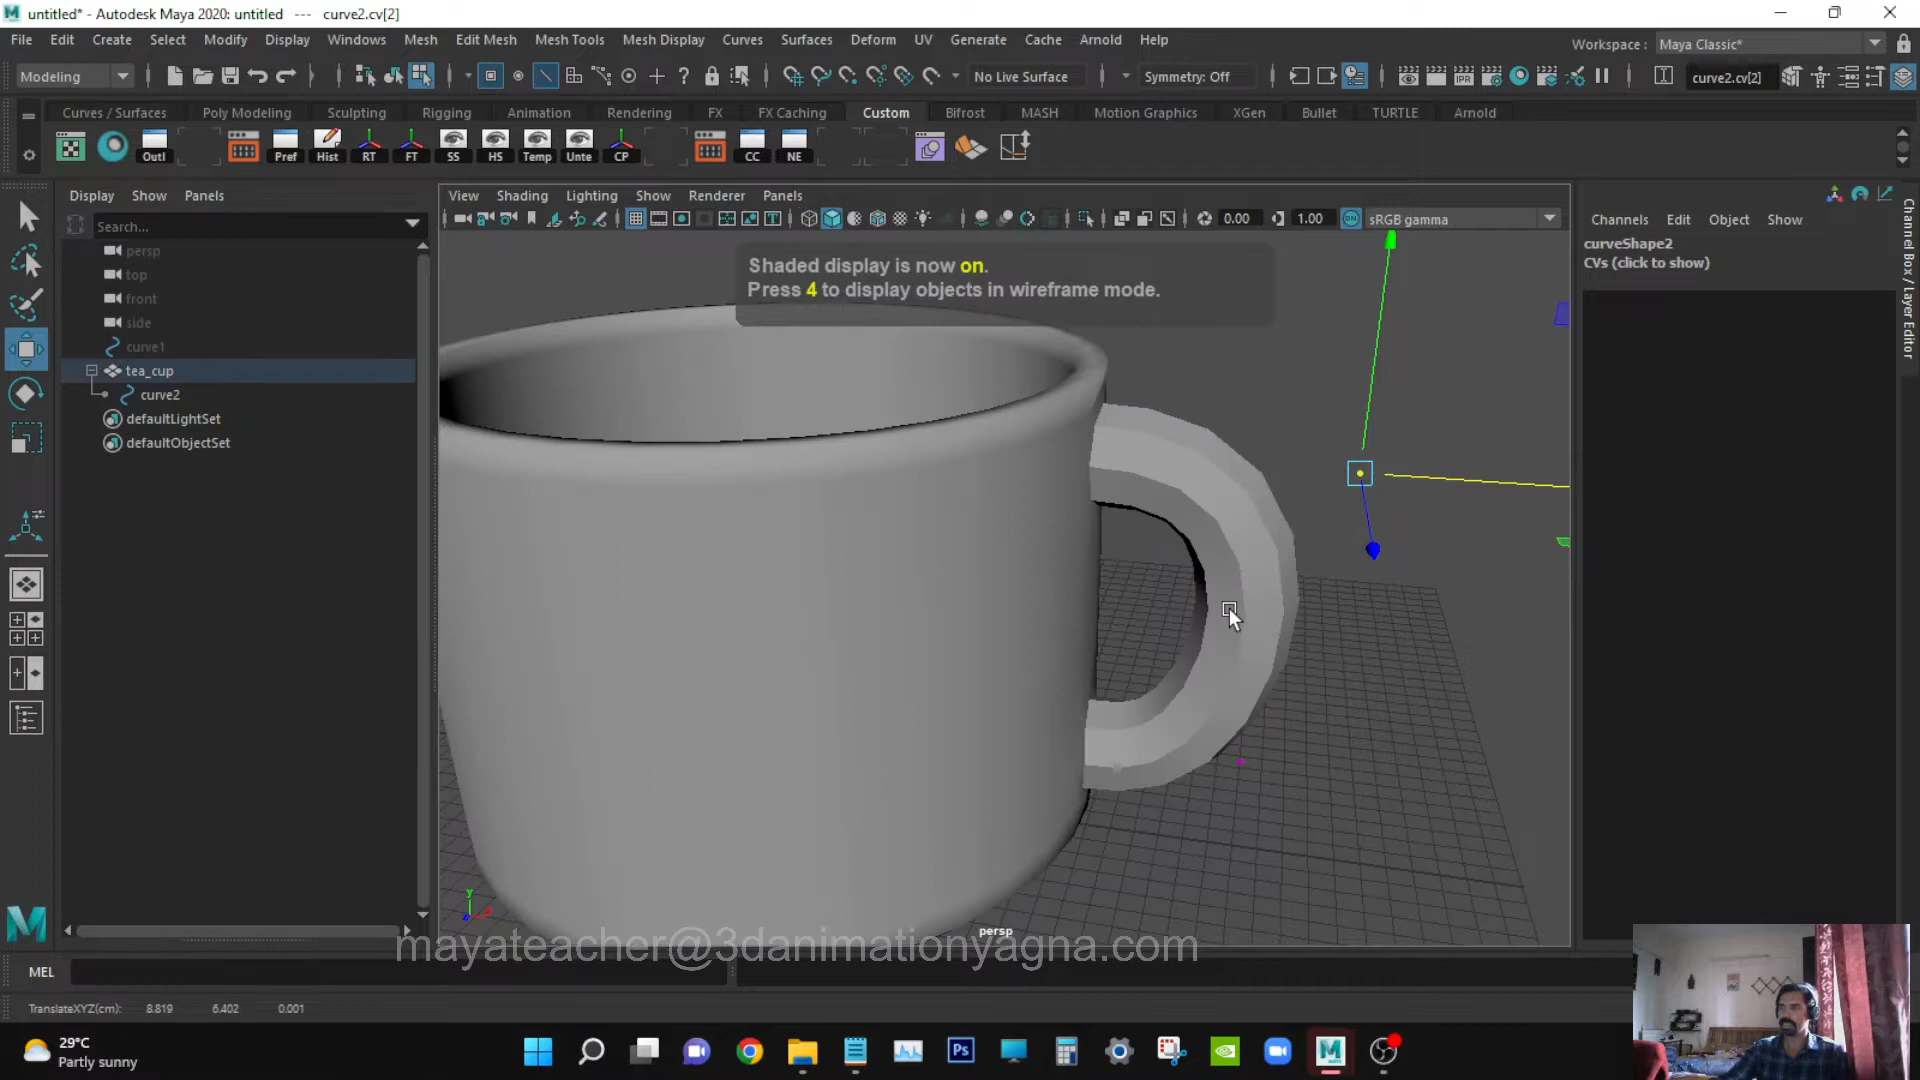 untitled* - Autodesk Maya 2020: untitled --- curve2.cv[2]
File Edit Create Select Modify Display Windows Mesh Edit Mesh Mesh Tools Mesh Display Curves Surfaces Deform UV Generate Cache Arnold Help
Workspace : Maya Classic*
Modeling No Live Surface Symmetry: Off curve2.cv[2]
Curves / Surfaces Poly Modeling Sculpting Rigging Animation Rendering FX FX Caching Custom Bifrost MASH Motion Graphics XGen Bullet TURTLE Arnold
Outl Pref Hist RT FT SS HS Temp Unte CP CC NE
Display Show Panels
View Shading Lighting Show Renderer Panels
0.00 1.00 ON sRGB gamma
Channels Edit Object Show
Search...
curveShape2
CVs (click to show)
Channel Box / Layer Editor
persp
top
front
side
curve1
tea_cup
curve2
defaultLightSet
defaultObjectSet
Shaded display is now on.
Press 4 to display objects in wireframe mode.
persp
mayateacher@3danimationyagna.com
MEL
TranslateXYZ(cm): 8.819 6.402 0.001
29°C
Partly sunny